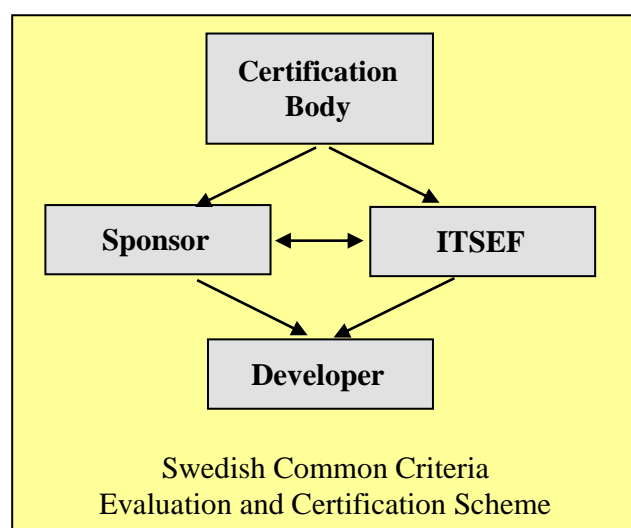 Certification
Body
Sponsor
ITSEF
Developer
Swedish Common Criteria
Evaluation and Certification Scheme